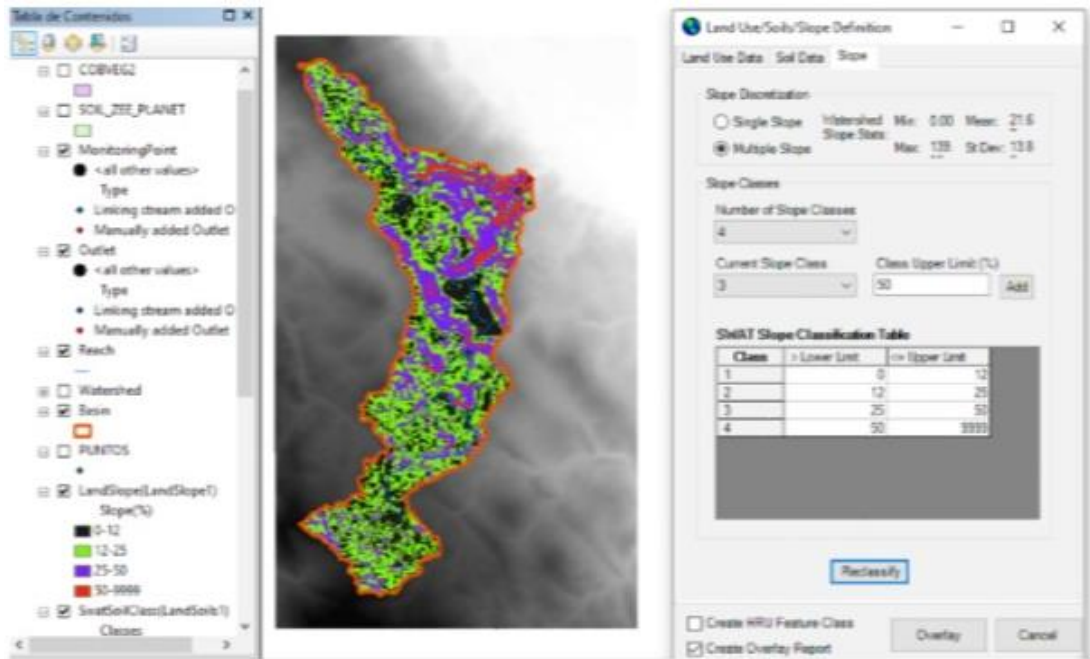 Tabla de Contenidos
COBVEG2
SOIL_ZEE_PLANET
MonitoringPoint
<all other values>
Type
Linking stream added O
Manually added Outlet
Outlet
<all other values>
Type
Linking stream added O
Manually added Outlet
Reach
Watershed
Basin
PUNTOS
LandSlope(LandSlope1)
Slope(%)
0-12
12-25
25-50
50-9999
SwatSoilClass(LandSoils1)
Classes
Land Use/Soils/Slope Definition
Land Use Data Soil Data Slope
Slope Discretization
Single Slope
Multiple Slope
Watershed Slope Stats:
Min: 0.00 Mean: 21.6
Max: 139. St Dev: 13.8
Slope Classes
Number of Slope Classes
4
Current Slope Class Class Upper Limit (%)
3 50 Add
SWAT Slope Classification Table
Class > Lower Limit <= Upper Limit
1 0 12
2 12 25
3 25 50
4 50 9999
Reclassify
Create HRU Feature Class
Create Overlay Report
Overlay Cancel